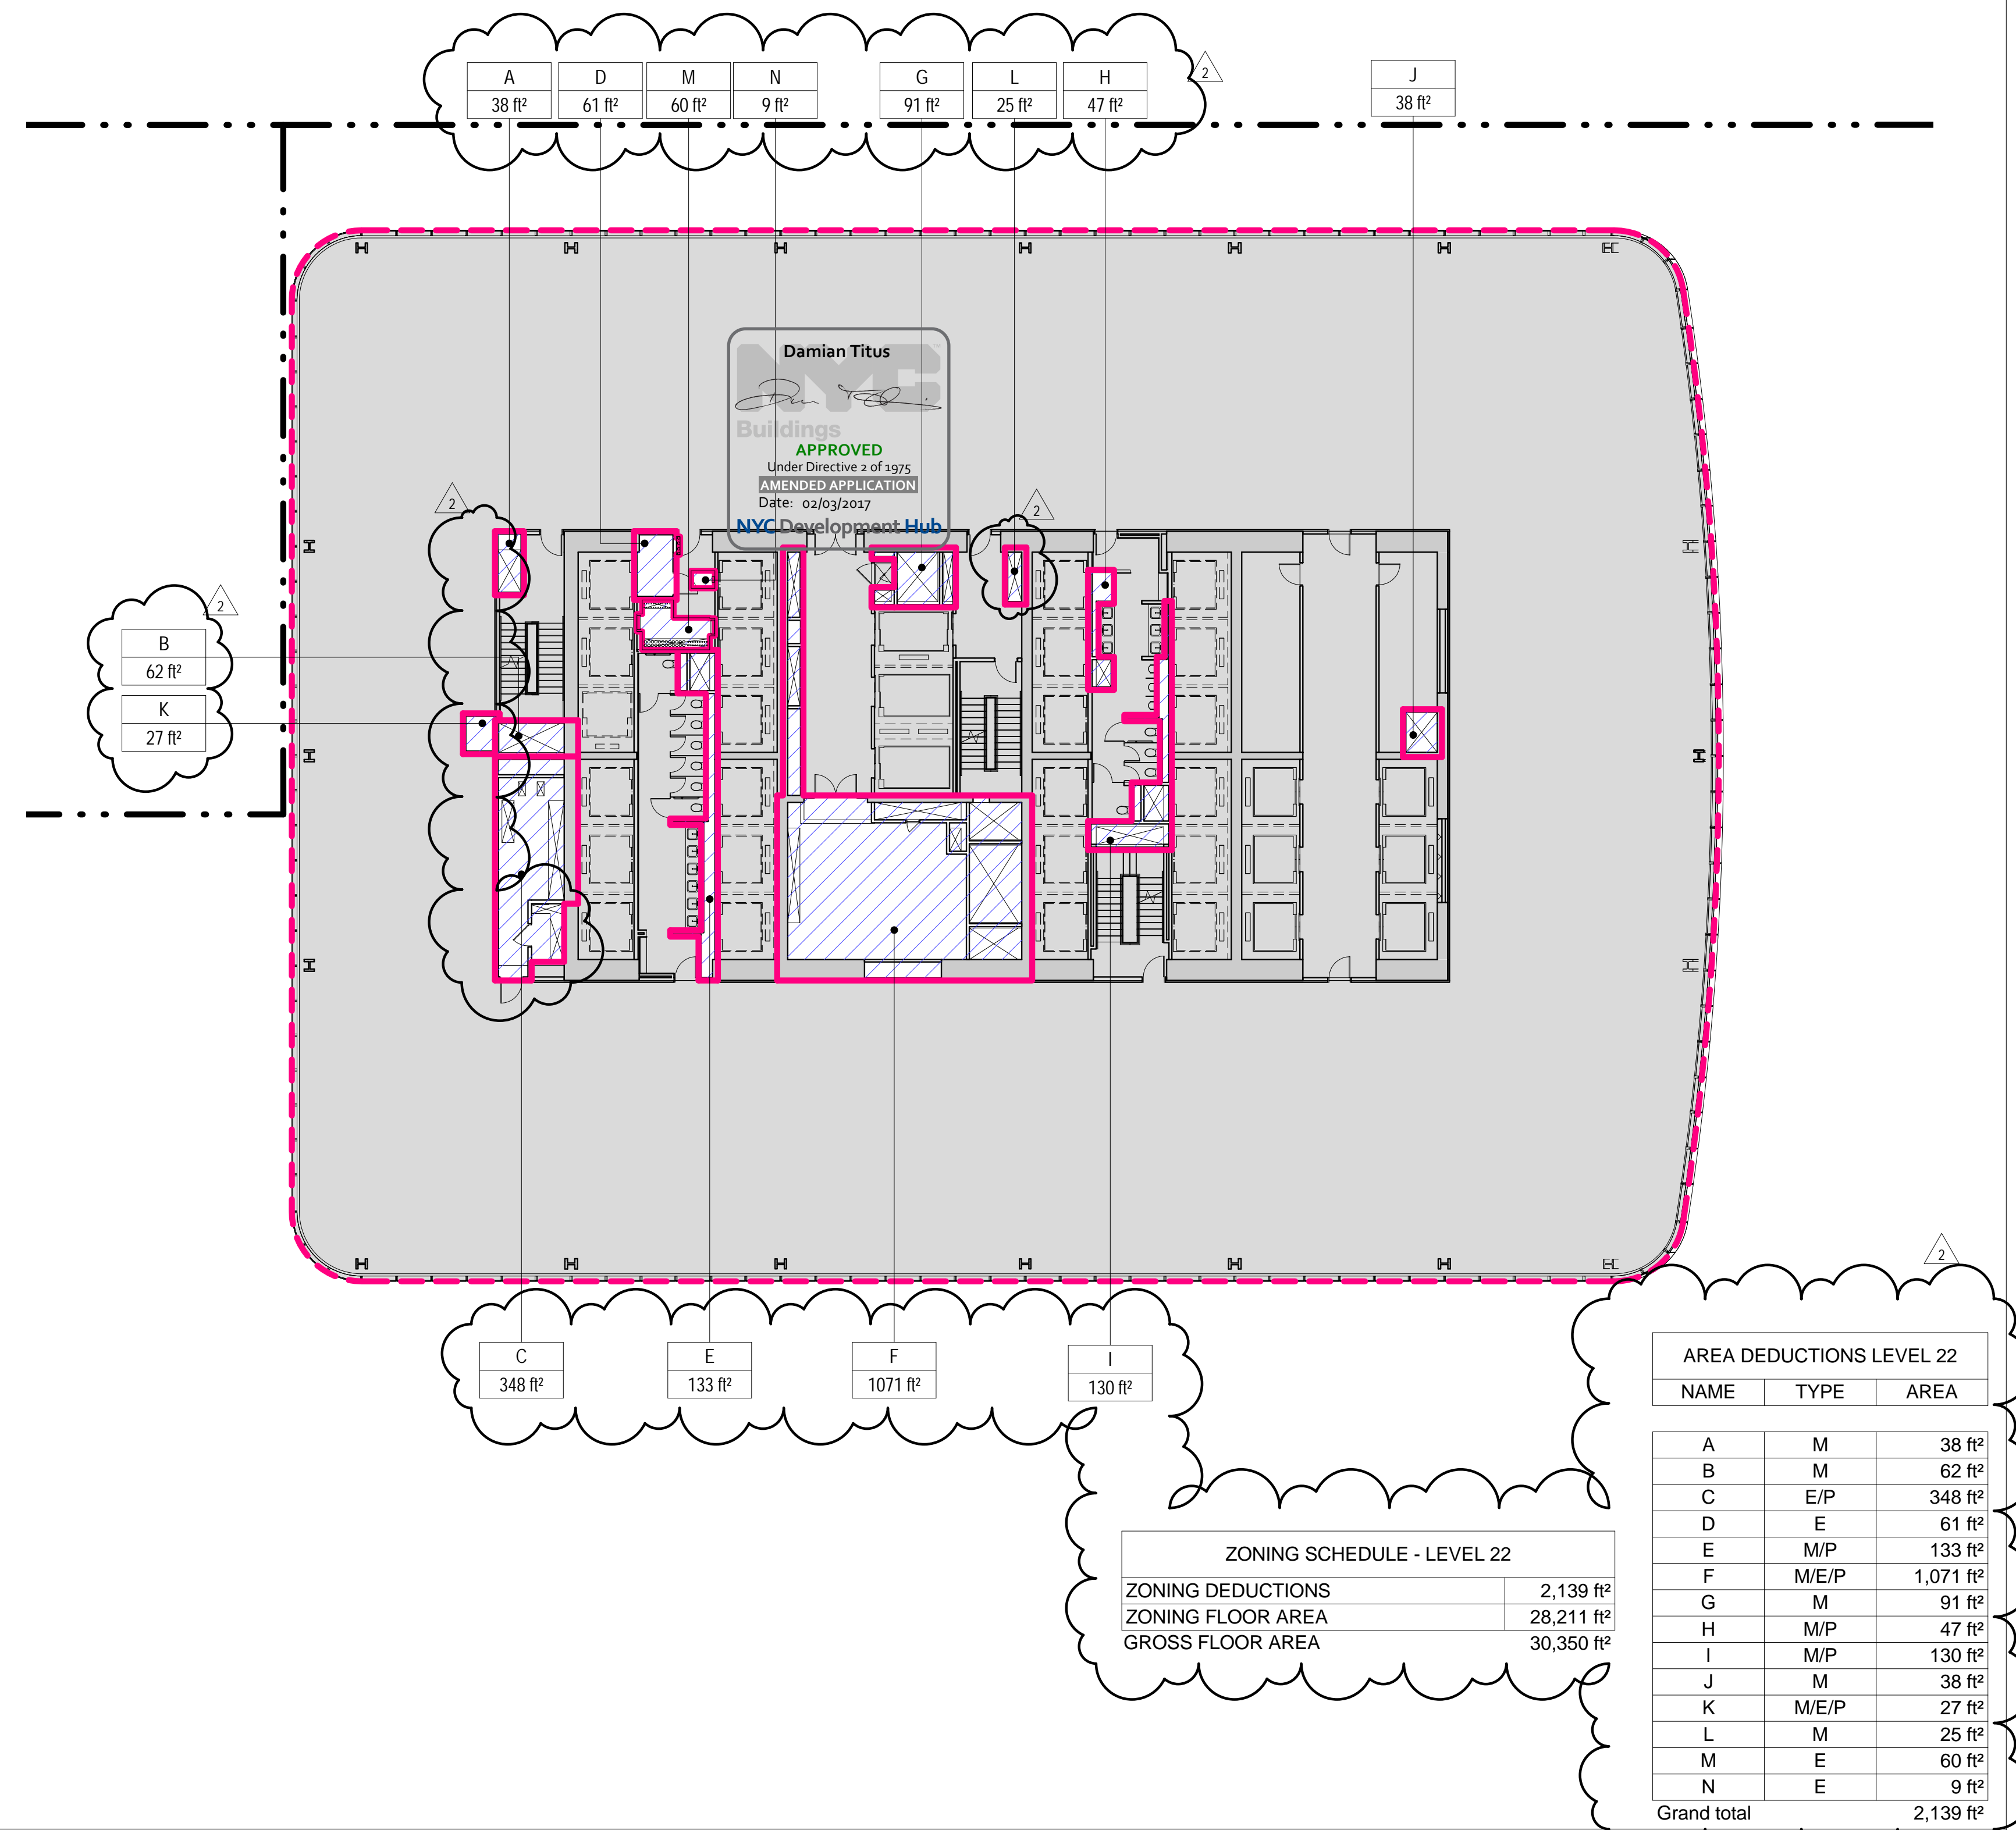 A D M N G L H J
38 ft² 61 ft² 60 ft² 9 ft² 91 ft² 25 ft² 47 ft² 38 ft²
2
Damian Titus
NYC™
Buildings
APPROVED
Under Directive 2 of 1975
AMENDED APPLICATION
Date: 02/03/2017
NYC Development Hub
2
2
2
B
62 ft²
K
27 ft²
C E F I
348 ft² 133 ft² 1071 ft² 130 ft²
ZONING SCHEDULE - LEVEL 22
ZONING DEDUCTIONS 2,139 ft²
ZONING FLOOR AREA 28,211 ft²
GROSS FLOOR AREA 30,350 ft²
2
AREA DEDUCTIONS LEVEL 22
NAME TYPE AREA
A M 38 ft²
B M 62 ft²
C E/P 348 ft²
D E 61 ft²
E M/P 133 ft²
F M/E/P 1,071 ft²
G M 91 ft²
H M/P 47 ft²
I M/P 130 ft²
J M 38 ft²
K M/E/P 27 ft²
L M 25 ft²
M E 60 ft²
N E 9 ft²
Grand total 2,139 ft²